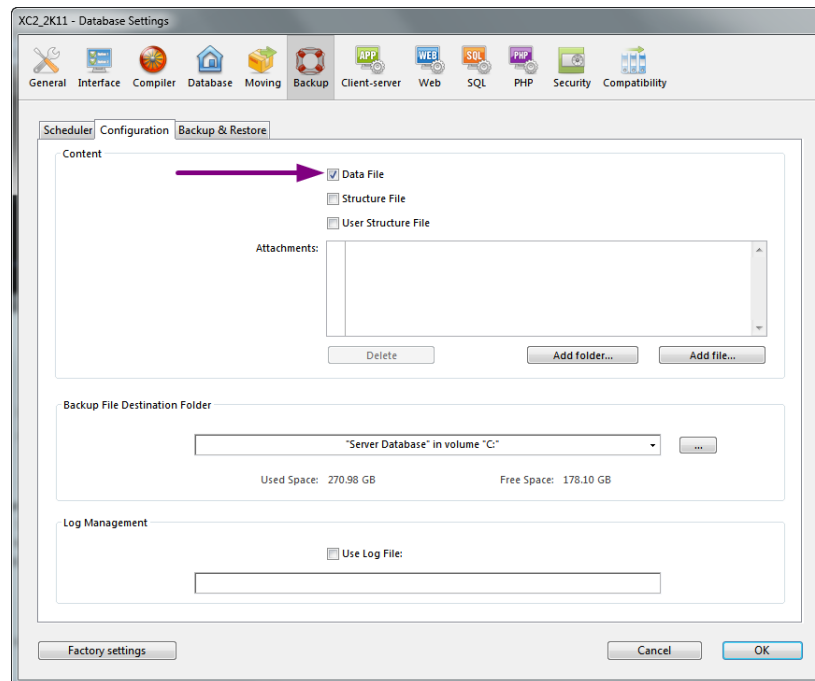 XC2_2K11 - Database Settings
General Interface Compiler Database Moving Backup Client-server Web SQL PHP Security Compatibility
APP WEB SQL PHP
Scheduler Configuration Backup & Restore
Content
Data File
Structure File
User Structure File
Attachments:
Delete Add folder... Add file...
Backup File Destination Folder
"Server Database" in volume "C:" ...
Used Space: 270.98 GB Free Space: 178.10 GB
Log Management
Use Log File:
Factory settings Cancel OK